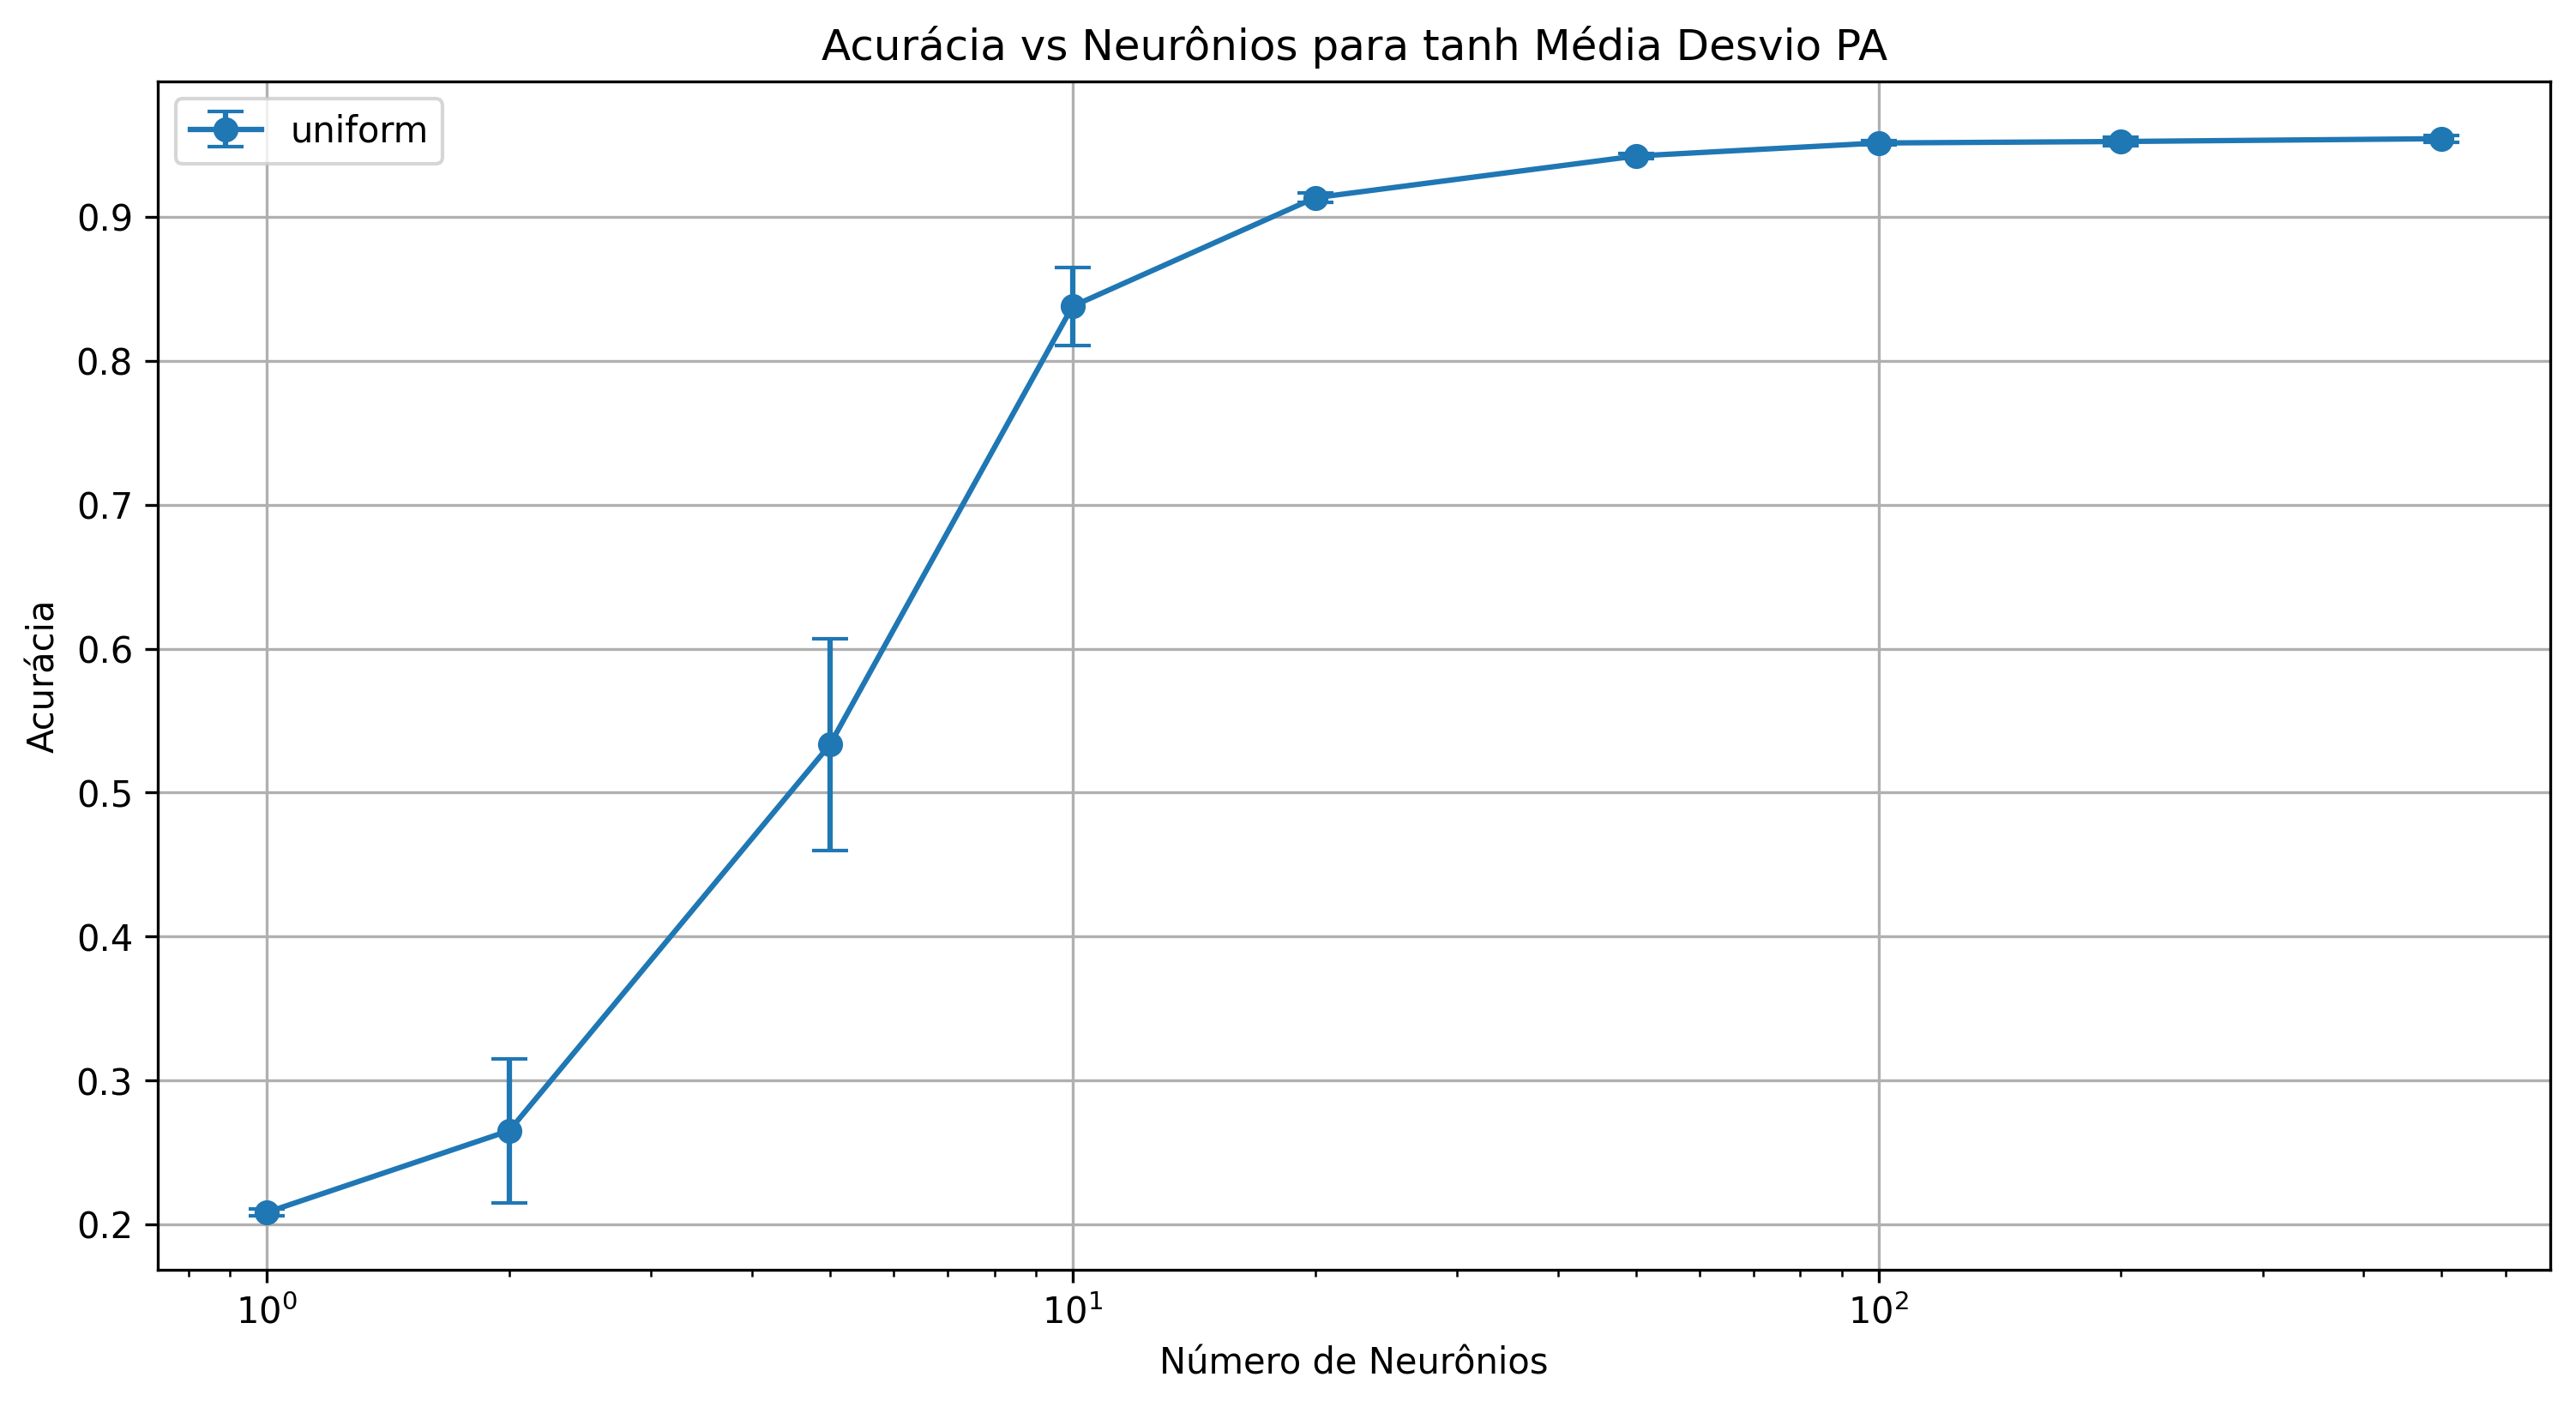 Acurácia vs Neurônios para tanh Média Desvio PA
uniform
0.9
0.8
0.7
0.6
0.5
0.4
0.3
0.2
Acurácia
10⁰
10¹
10²
Número de Neurônios